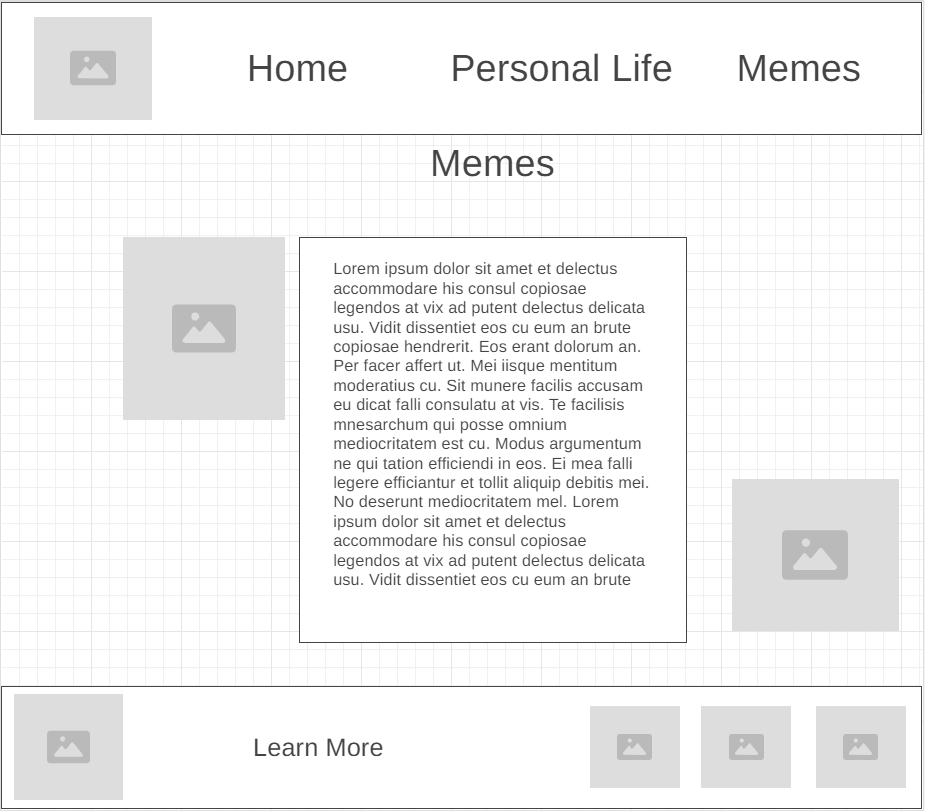 Home
Personal Life
Memes
Memes
Lorem ipsum dolor sit amet et delectus
accommodare his consul copiosae
legendos at vix ad putent delectus delicata
usu. Vidit dissentiet eos cu eum an brute
copiosae hendrerit. Eos erant dolorum an.
Per facer affert ut. Mei iisque mentitum
moderatius cu. Sit munere facilis accusam
eu dicat falli consulatu at vis. Te facilisis
mnesarchum qui posse omnium
mediocritatem est cu. Modus argumentum
ne qui tation efficiendi in eos. Ei mea falli
legere efficiantur et tollit aliquip debitis mei.
No deserunt mediocritatem mel. Lorem
ipsum dolor sit amet et delectus
accommodare his consul copiosae
legendos at vix ad putent delectus delicata
usu. Vidit dissentiet eos cu eum an brute
Learn More